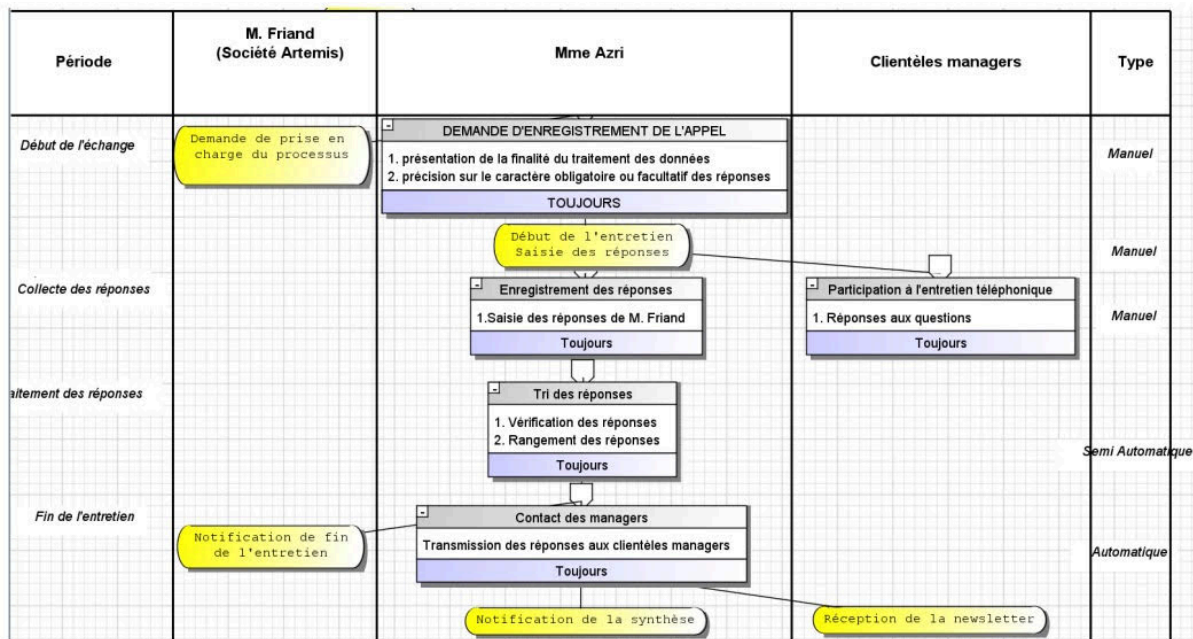 Période
M. Friand
(Société Artemis)
Mme Azri
Clientèles managers
Type
Début de l'échange
Demande de prise en
charge du processus
DEMANDE D'ENREGISTREMENT DE L'APPEL
1. présentation de la finalité du traitement des données
2. précision sur le caractère obligatoire ou facultatif des réponses
TOUJOURS
Manuel
Début de l'entretien
Saisie des réponses
Manuel
Collecte des réponses
Enregistrement des réponses
1.Saisie des réponses de M. Friand
Toujours
Participation à l'entretien téléphonique
1. Réponses aux questions
Toujours
Manuel
aitement des réponses
Tri des réponses
1. Vérification des réponses
2. Rangement des réponses
Toujours
Semi Automatique
Fin de l'entretien
Notification de fin
de l'entretien
Contact des managers
Transmission des réponses aux clientèles managers
Toujours
Automatique
Notification de la synthèse
Réception de la newsletter